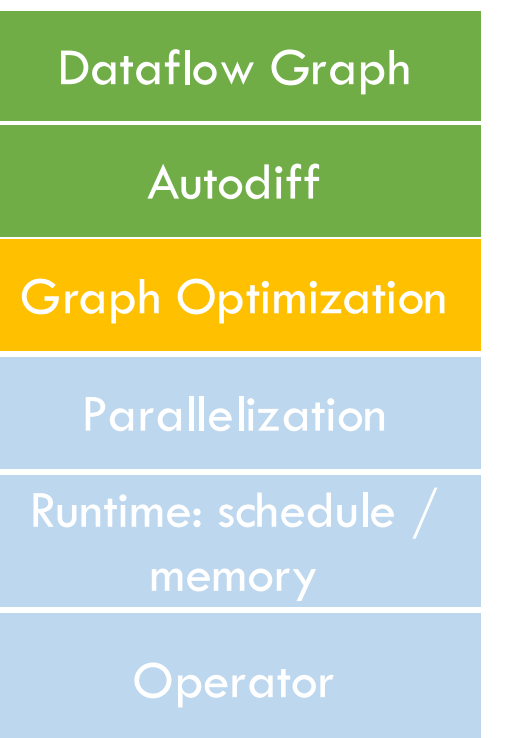 Dataflow Graph
Autodiff
Graph Optimization
Parallelization
Runtime: schedule /
memory
Operator